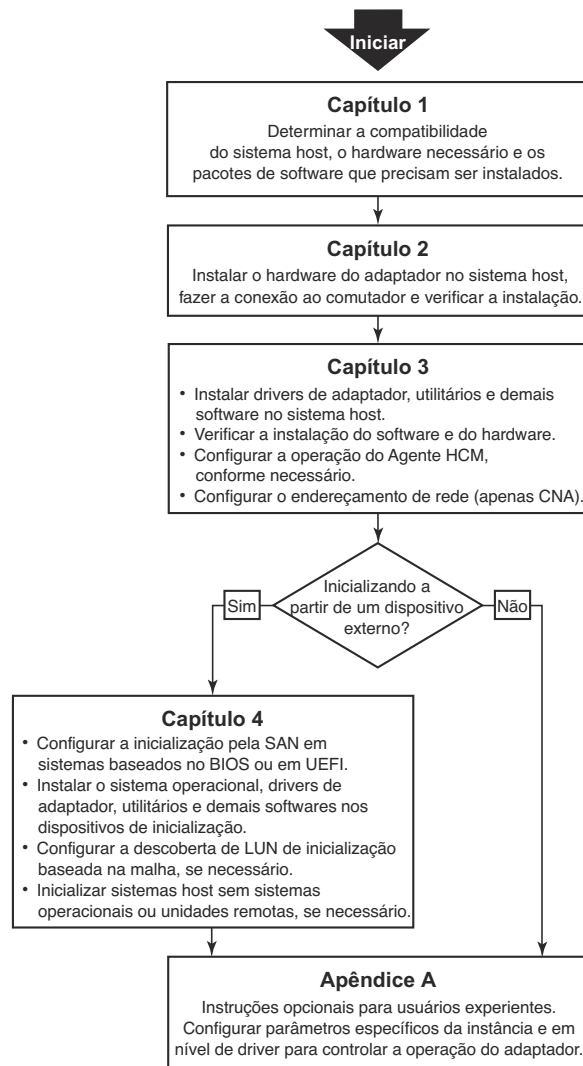 Iniciar
Capítulo 1
Determinar a compatibilidade
do sistema host, o hardware necessário e os
pacotes de software que precisam ser instalados.
Capítulo 2
Instalar o hardware do adaptador no sistema host,
fazer a conexão ao comutador e verificar a instalação.
Capítulo 3
• Instalar drivers de adaptador, utilitários e demais
software no sistema host.
• Verificar a instalação do software e do hardware.
• Configurar a operação do Agente HCM,
conforme necessário.
• Configurar o endereçamento de rede (apenas CNA).
Inicializando a
partir de um dispositivo
externo?
Sim
Não
Capítulo 4
• Configurar a inicialização pela SAN em
sistemas baseados no BIOS ou em UEFI.
• Instalar o sistema operacional, drivers de
adaptador, utilitários e demais softwares nos
dispositivos de inicialização.
• Configurar a descoberta de LUN de inicialização
baseada na malha, se necessário.
• Inicializar sistemas host sem sistemas
operacionais ou unidades remotas, se necessário.
Apêndice A
Instruções opcionais para usuários experientes.
Configurar parâmetros específicos da instância e em
nível de driver para controlar a operação do adaptador.